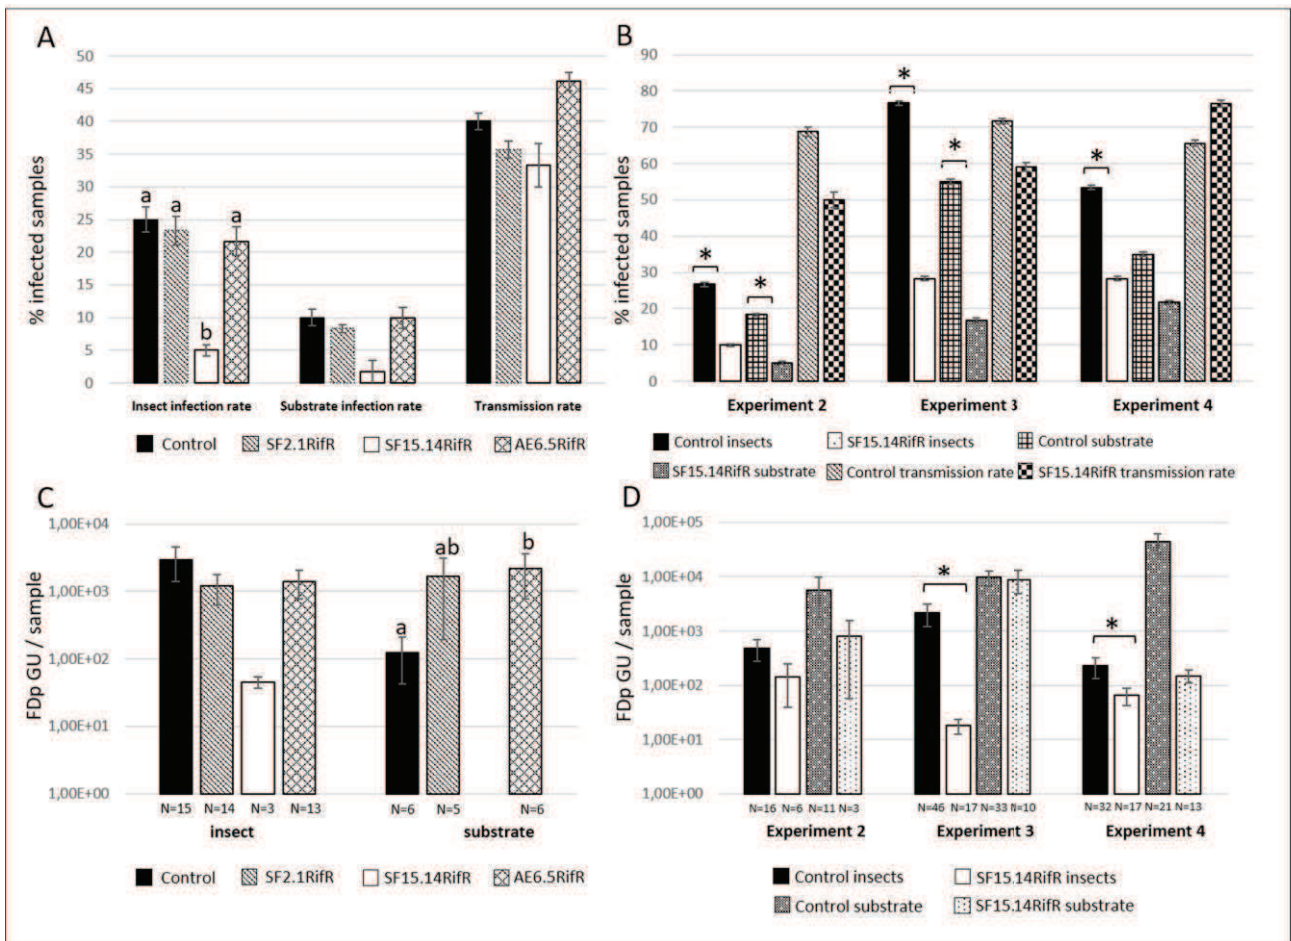 A
% infected samples
50
45
40
35
30
25
20
15
10
5
0
a
a
b
a
Insect infection rate
Substrate infection rate
Transmission rate
Control
SF2.1RifR
SF15.14RifR
AE6.5RifR
B
% infected samples
90
80
70
60
50
40
30
20
10
0
*
*
*
*
*
Experiment 2
Experiment 3
Experiment 4
Control insects
SF15.14RifR insects
Control substrate
SF15.14RifR substrate
Control transmission rate
SF15.14RifR transmission rate
C
FDp GU / sample
1,00E+04
1,00E+03
1,00E+02
1,00E+01
1,00E+00
a
ab
b
N=15
N=14
N=3
N=13
N=6
N=5
N=6
insect
substrate
Control
SF2.1RifR
SF15.14RifR
AE6.5RifR
D
FDp GU / sample
1,00E+05
1,00E+04
1,00E+03
1,00E+02
1,00E+01
1,00E+00
*
*
N=16
N=6
N=11
N=3
N=46
N=17
N=33
N=10
N=32
N=17
N=21
N=13
Experiment 2
Experiment 3
Experiment 4
Control insects
SF15.14RifR insects
Control substrate
SF15.14RifR substrate